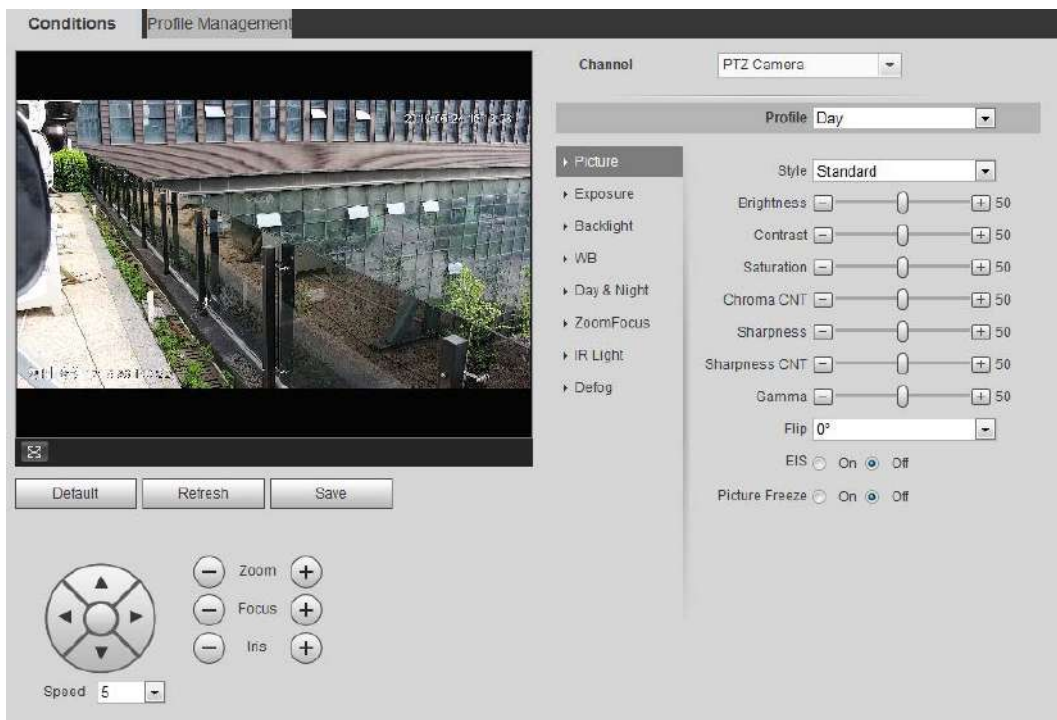 Conditions
Profile Management
Channel PTZ Camera
Profile Day
Picture
Exposure
Backlight
WB
Day & Night
ZoomFocus
IR Light
Defog
Style Standard
Brightness 50
Contrast 50
Saturation 50
Chroma CNT 50
Sharpness 50
Sharpness CNT 50
Gamma 50
Flip 0°
EIS On Off
Picture Freeze On Off
Default Refresh Save
Zoom
Focus
Iris
Speed 5